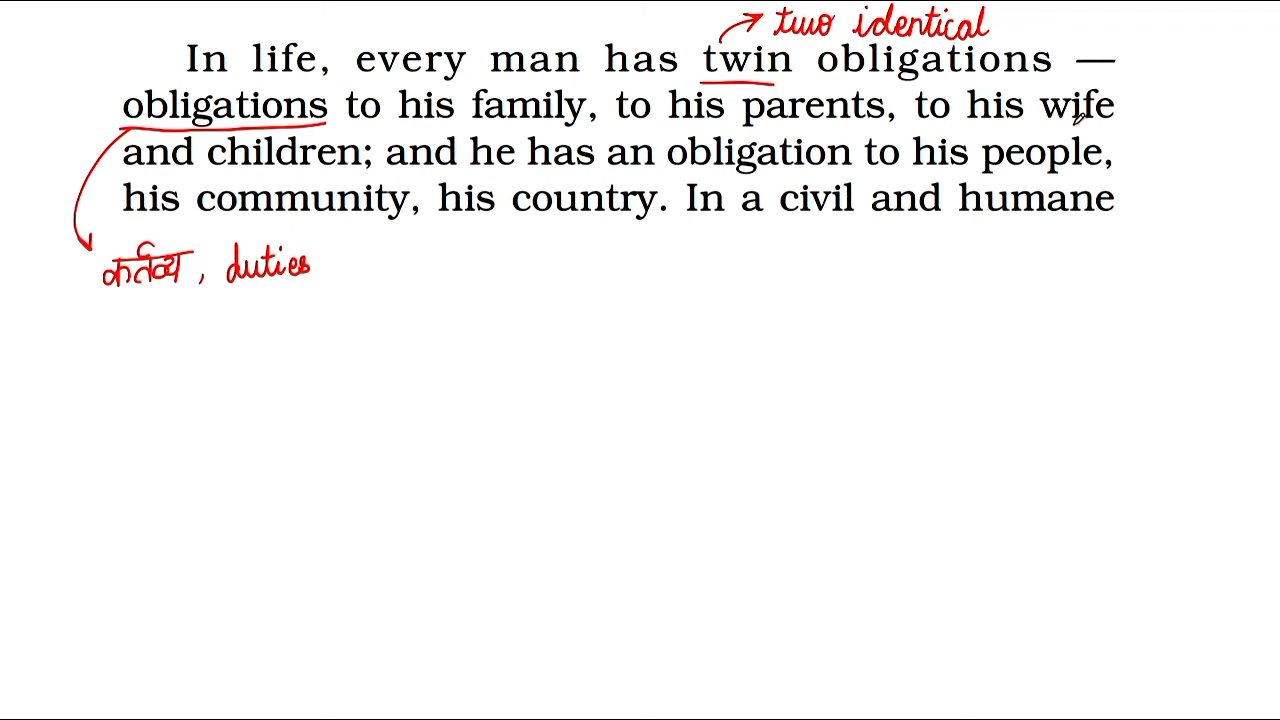 two identical
In life, every man has twin obligations —
obligations to his family, to his parents, to his wife
and children; and he has an obligation to his people,
his community, his country. In a civil and humane
कर्तव्य, duties